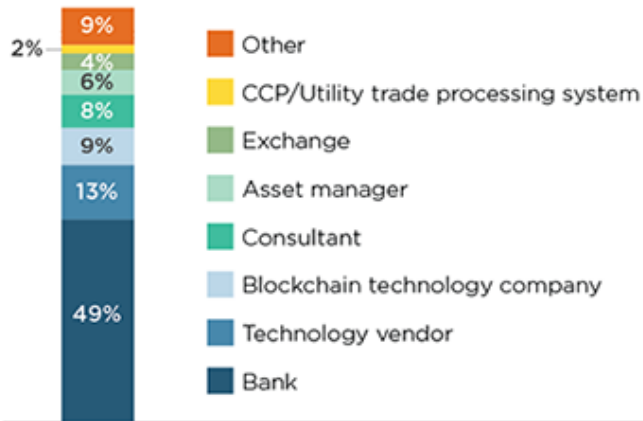 9%
2%
4%
6%
8%
9%
13%
49%
Other
CCP/Utility trade processing system
Exchange
Asset manager
Consultant
Blockchain technology company
Technology vendor
Bank